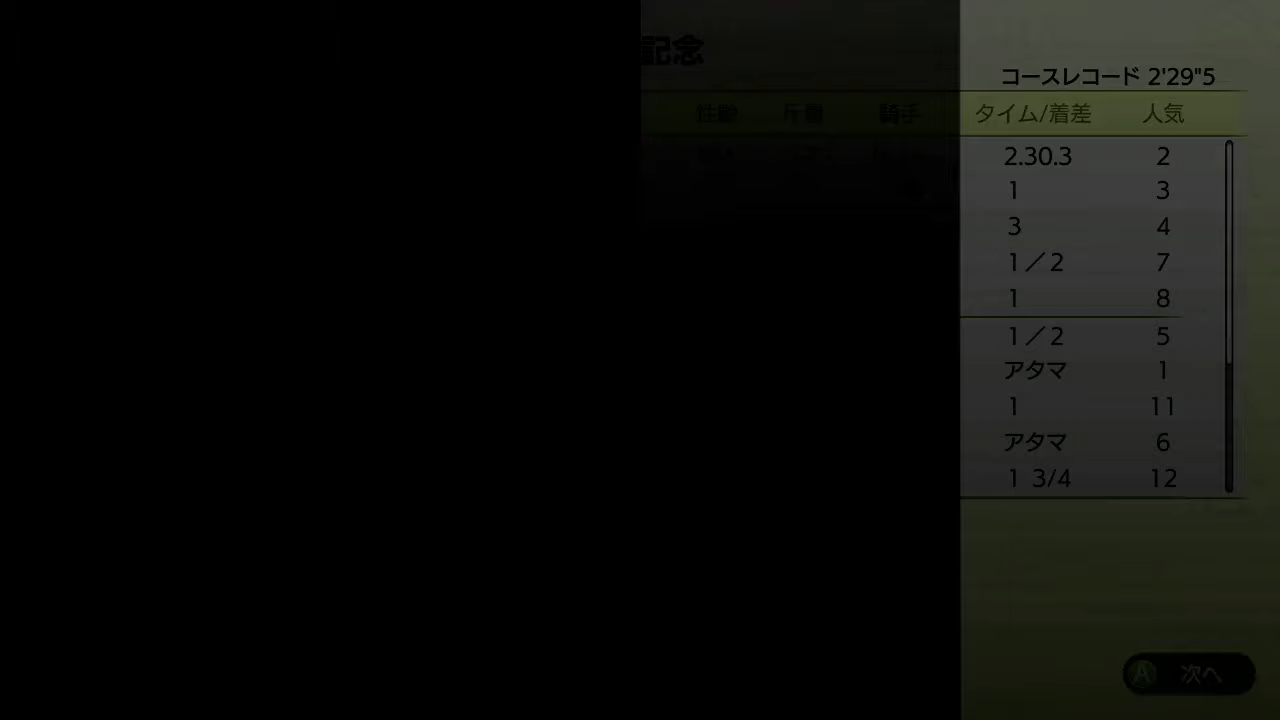 記念
コースレコード 2'29"5
性齢 斤量 騎手 タイム/着差 人気
2.30.3 2
1 3
3 4
1／2 7
1 8
1／2 5
アタマ 1
1 11
アタマ 6
1 3/4 12
A 次へ